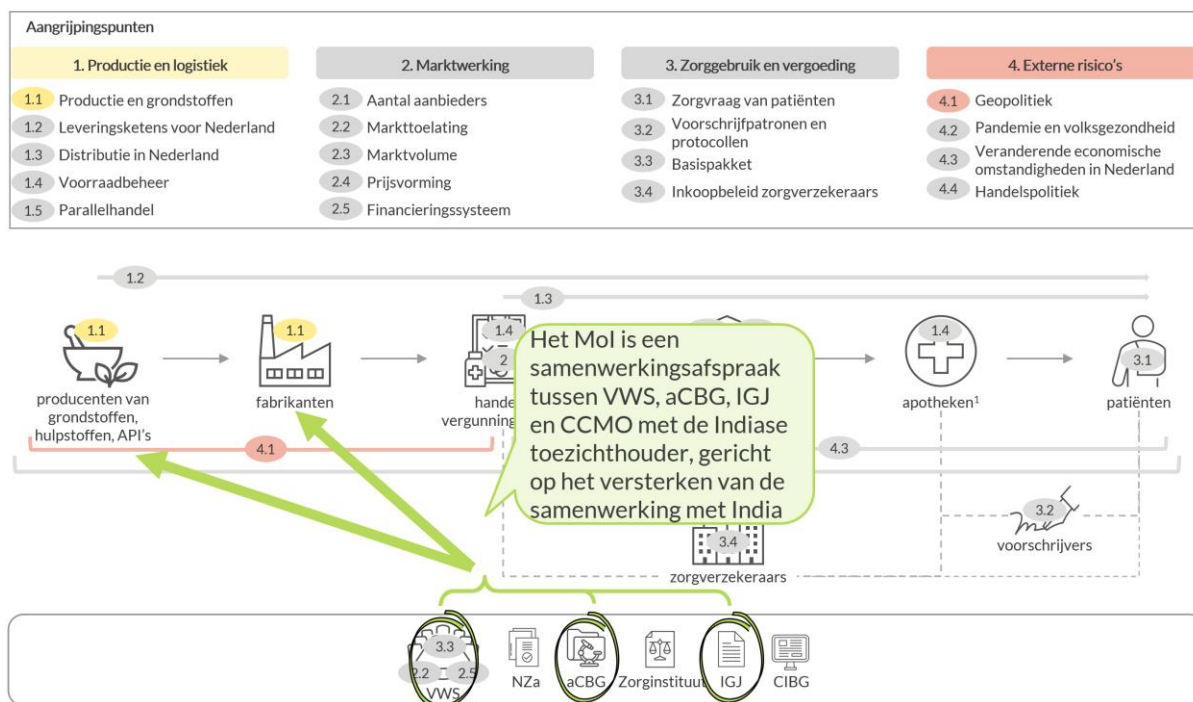 Aangrijpingspunten
1. Productie en logistiek
1.1 Productie en grondstoffen
1.2 Leveringsketens voor Nederland
1.3 Distributie in Nederland
1.4 Voorraadbeheer
1.5 Parallelhandel
2. Marktwerking
2.1 Aantal aanbieders
2.2 Markttoelating
2.3 Marktvolume
2.4 Prijsvorming
2.5 Financieringssysteem
3. Zorggebruik en vergoeding
3.1 Zorgvraag van patiënten
3.2 Voorschrijfpatronen en
protocollen
3.3 Basispakket
3.4 Inkoopbeleid zorgverzekeraars
4. Externe risico's
4.1 Geopolitiek
4.2 Pandemie en volksgezondheid
4.3 Veranderende economische
omstandigheden in Nederland
4.4 Handelspolitiek
1.2
1.3
1.1
producenten van
grondstoffen,
hulpstoffen, API's
1.1
fabrikanten
1.4
2
hande
vergunning
Het MoI is een
samenwerkingsafspraak
tussen VWS, aCBG, IGJ
en CCMO met de Indiase
toezichthouder, gericht
op het versterken van de
samenwerking met India
1.4
apotheken¹
3.1
patiënten
4.1
4.3
3.2
voorschrijvers
3.4
zorgverzekeraars
3.3
2.2 2.5
VWS
NZa
aCBG
Zorginstituut
IGJ
CIBG